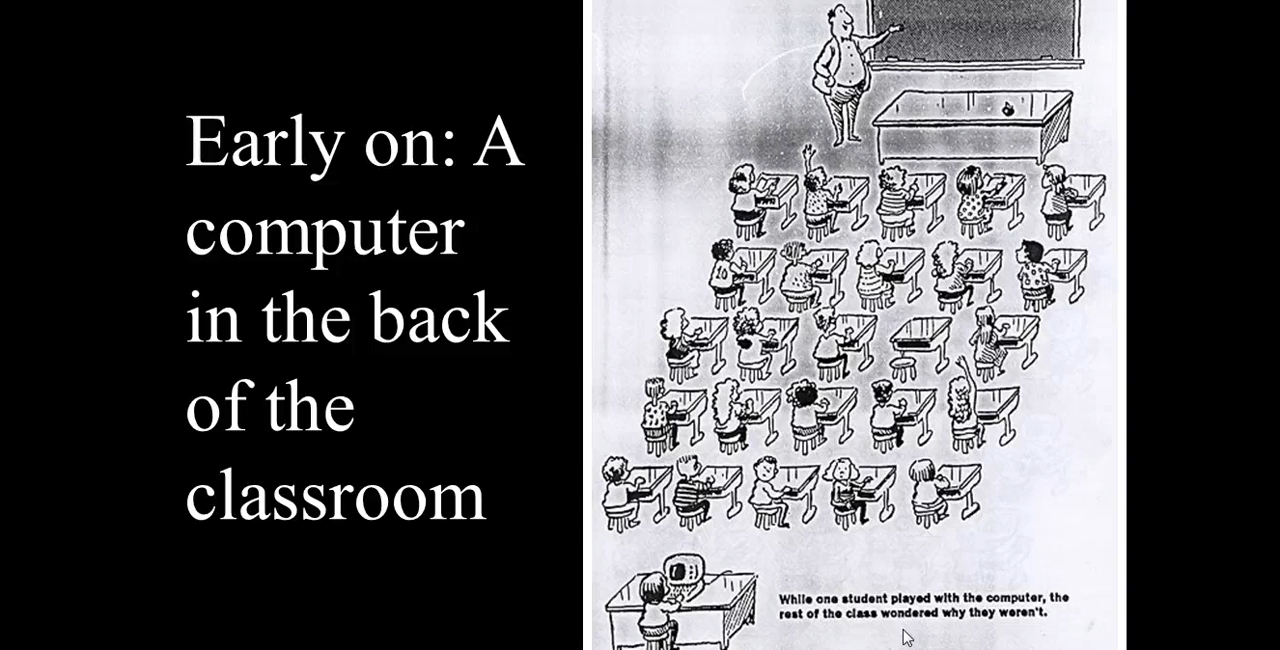 Early on: A
computer
in the back
of the
classroom
10
While one student played with the computer, the
rest of the class wondered why they weren't.